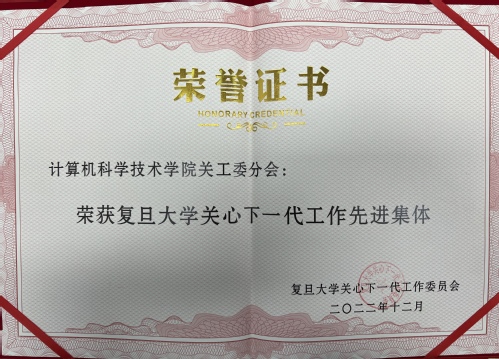 荣誉证书
HONORARY CREDENTIAL
计算机科学技术学院关工委分会：
荣获复旦大学关心下一代工作先进集体
复旦大学关心下一代工作委员会
二〇二二年十二月